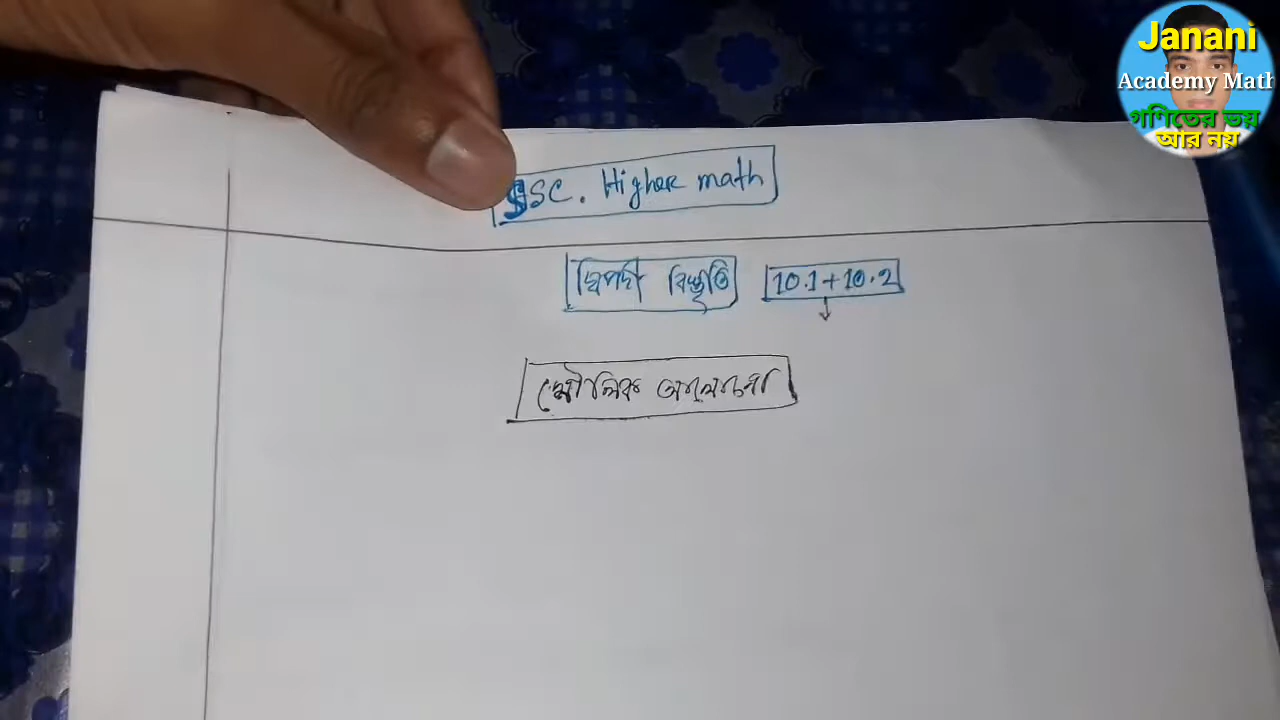 Janani
Academy Math
গণিতের ভয়
আর নয়
SSC. Higher math
দ্বিপদী বিস্তৃতি 10.1+10.2
মৌলিক আলোচনা